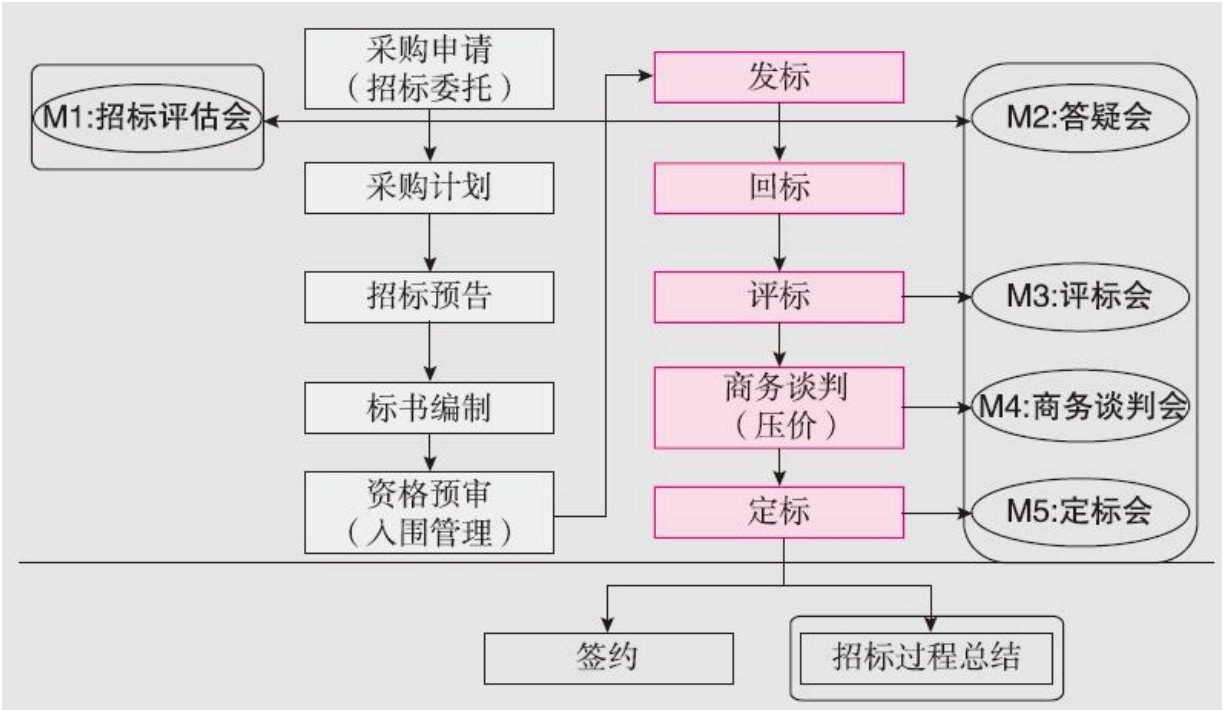 采购申请
（招标委托）
M1:招标评估会
采购计划
招标预告
标书编制
资格预审
（入围管理）
发标
M2:答疑会
回标
评标
M3:评标会
商务谈判
（压价）
M4:商务谈判会
定标
M5:定标会
签约
招标过程总结